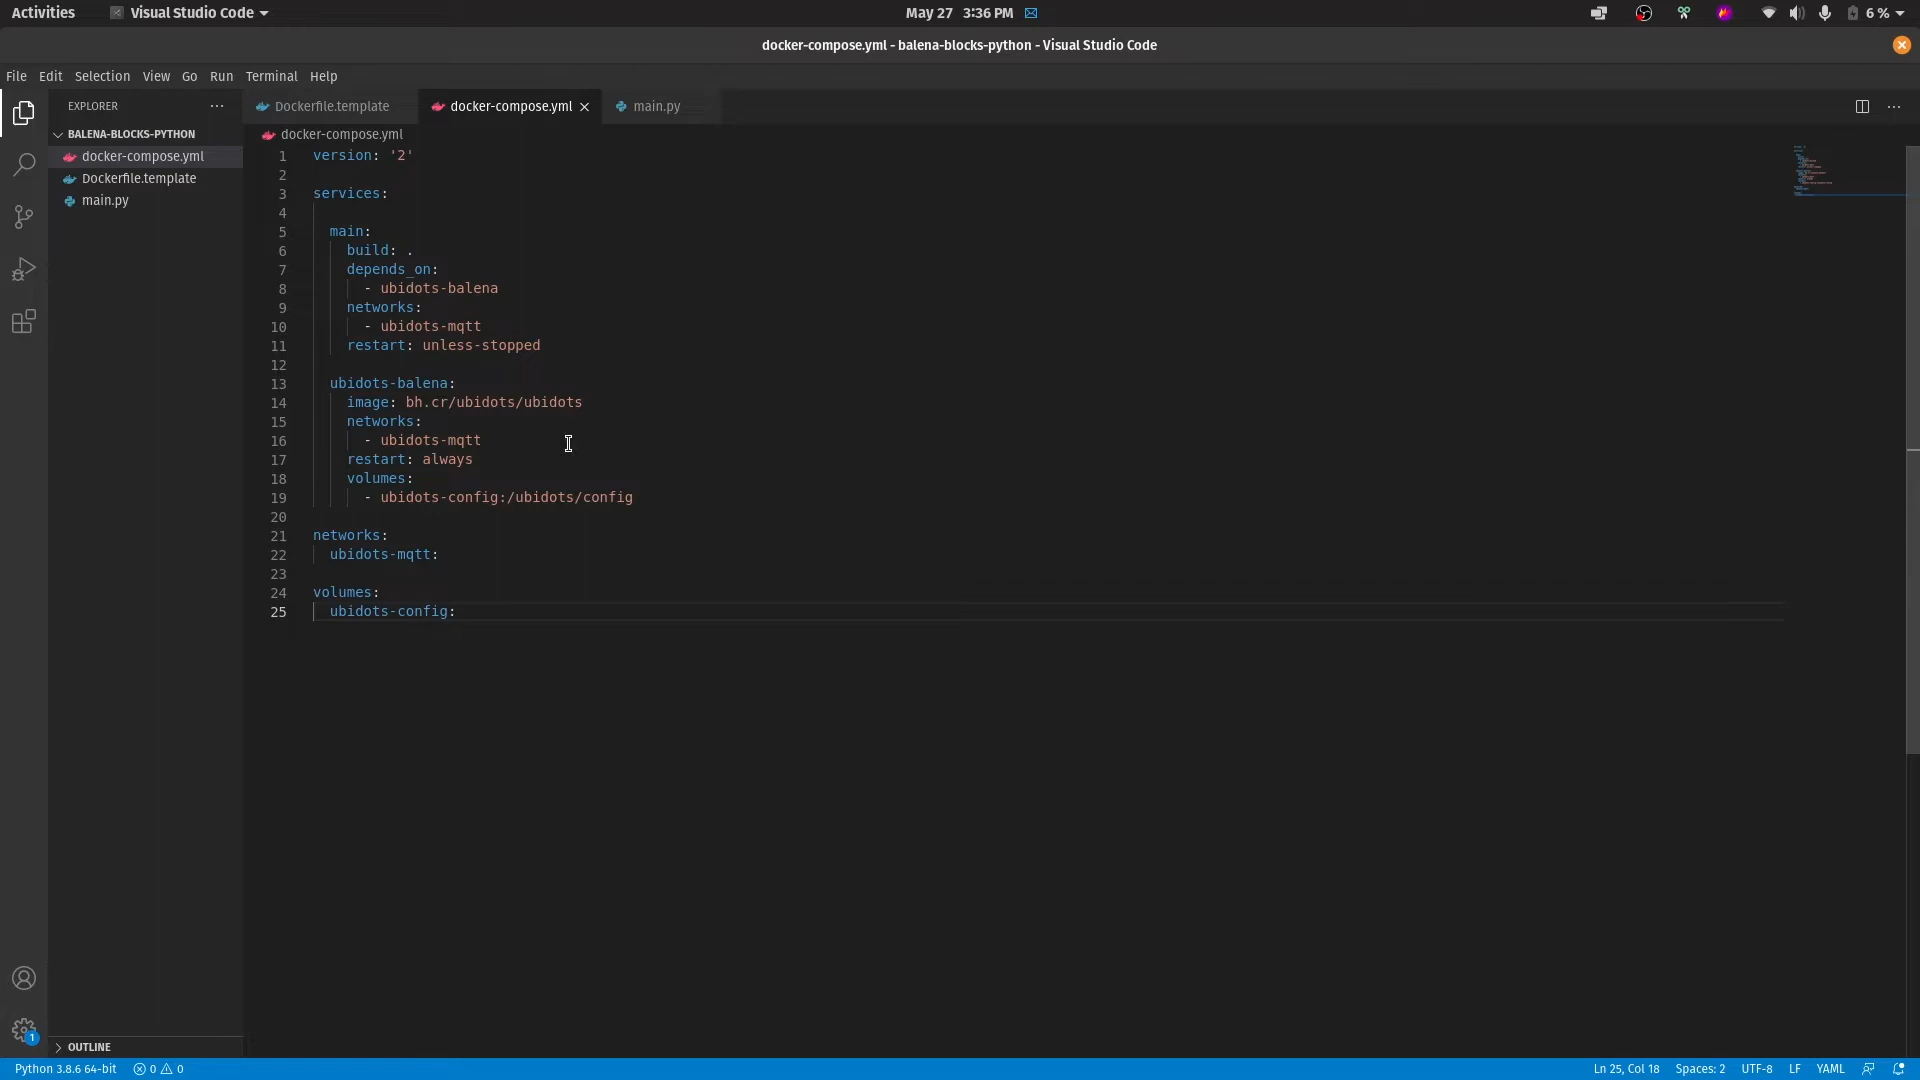 Activities Visual Studio Code May 27 3:36 PM 6 %
docker-compose.yml - balena-blocks-python - Visual Studio Code
File Edit Selection View Go Run Terminal Help
EXPLORER ··· Dockerfile.template docker-compose.yml main.py ···
BALENA-BLOCKS-PYTHON
docker-compose.yml
Dockerfile.template
main.py
docker-compose.yml
1 version: '2'
2
3 services:
4
5 main:
6 build: .
7 depends_on:
8 - ubidots-balena
9 networks:
10 - ubidots-mqtt
11 restart: unless-stopped
12
13 ubidots-balena:
14 image: bh.cr/ubidots/ubidots
15 networks:
16 - ubidots-mqtt
17 restart: always
18 volumes:
19 - ubidots-config:/ubidots/config
20
21 networks:
22 ubidots-mqtt:
23
24 volumes:
25 ubidots-config:
1
OUTLINE
Python 3.8.6 64-bit 0 0 Ln 25, Col 18 Spaces: 2 UTF-8 LF YAML